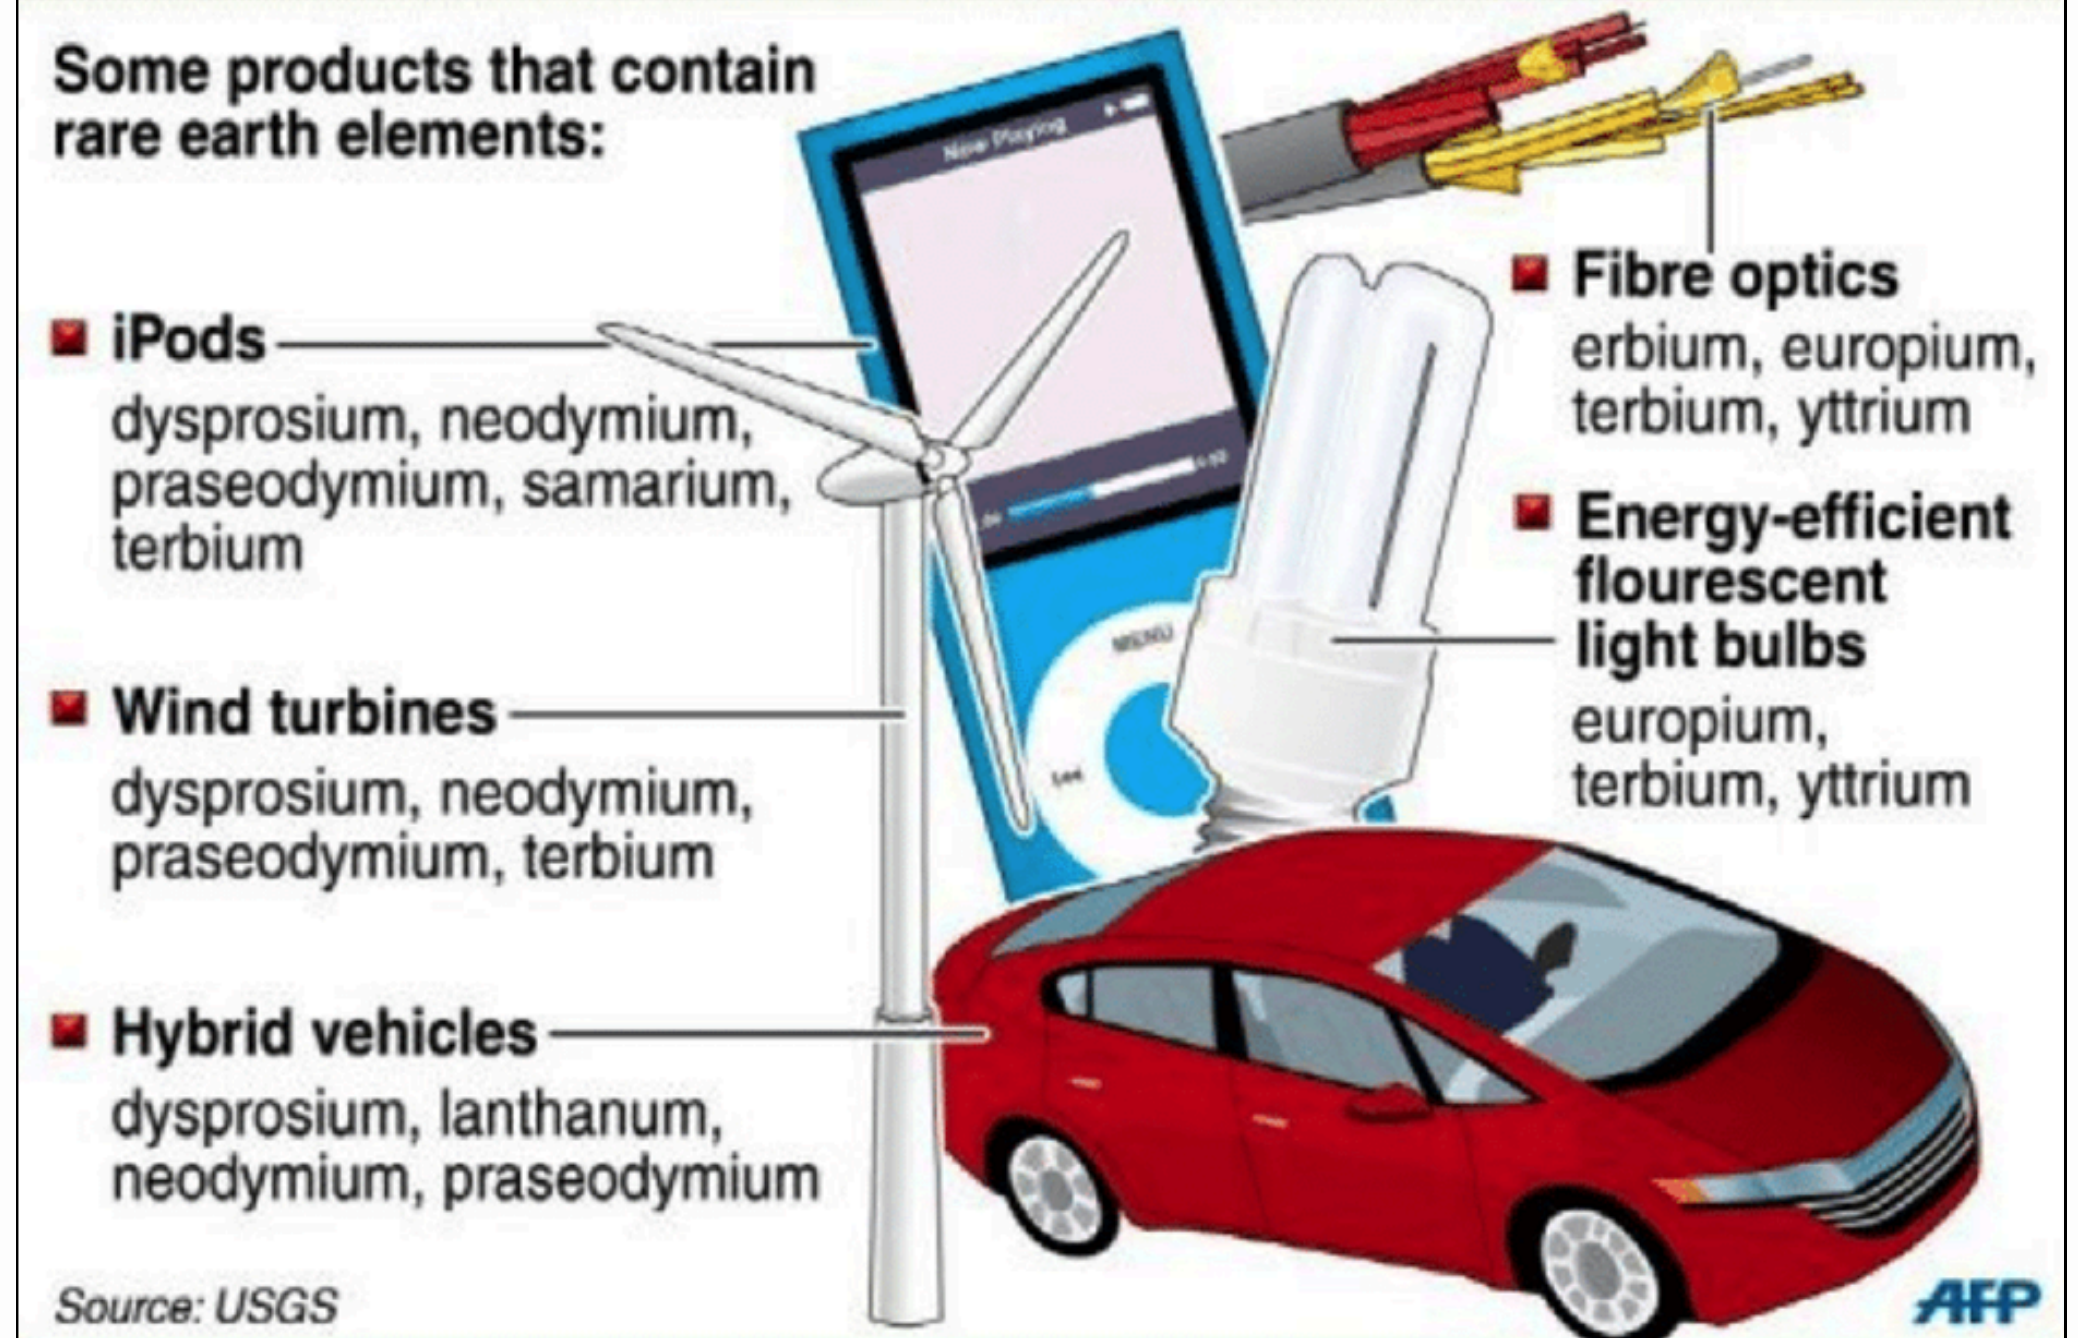 Some products that contain
rare earth elements:
iPods
dysprosium, neodymium,
praseodymium, samarium,
terbium
Wind turbines
dysprosium, neodymium,
praseodymium, terbium
Hybrid vehicles
dysprosium, lanthanum,
neodymium, praseodymium
Source: USGS
Now Playing
MENU
Fibre optics
erbium, europium,
terbium, yttrium
Energy-efficient
flourescent
light bulbs
europium,
terbium, yttrium
AFP